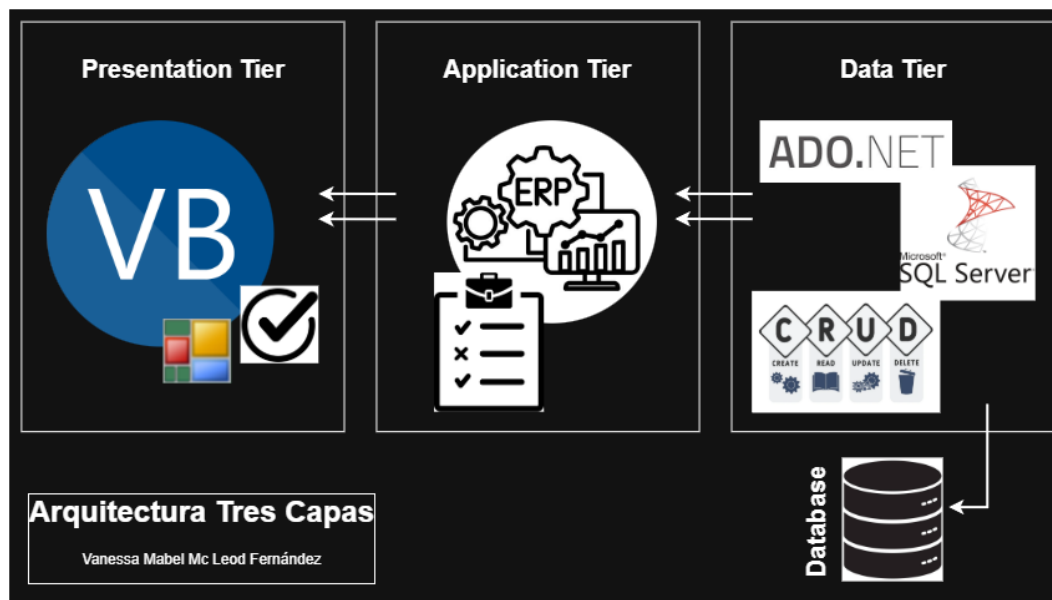 Presentation Tier
Application Tier
Data Tier
VB
ERP
ADO.NET
Microsoft®
SQL Server®
C R U D
CREATE READ UPDATE DELETE
Database
Arquitectura Tres Capas
Vanessa Mabel Mc Leod Fernández